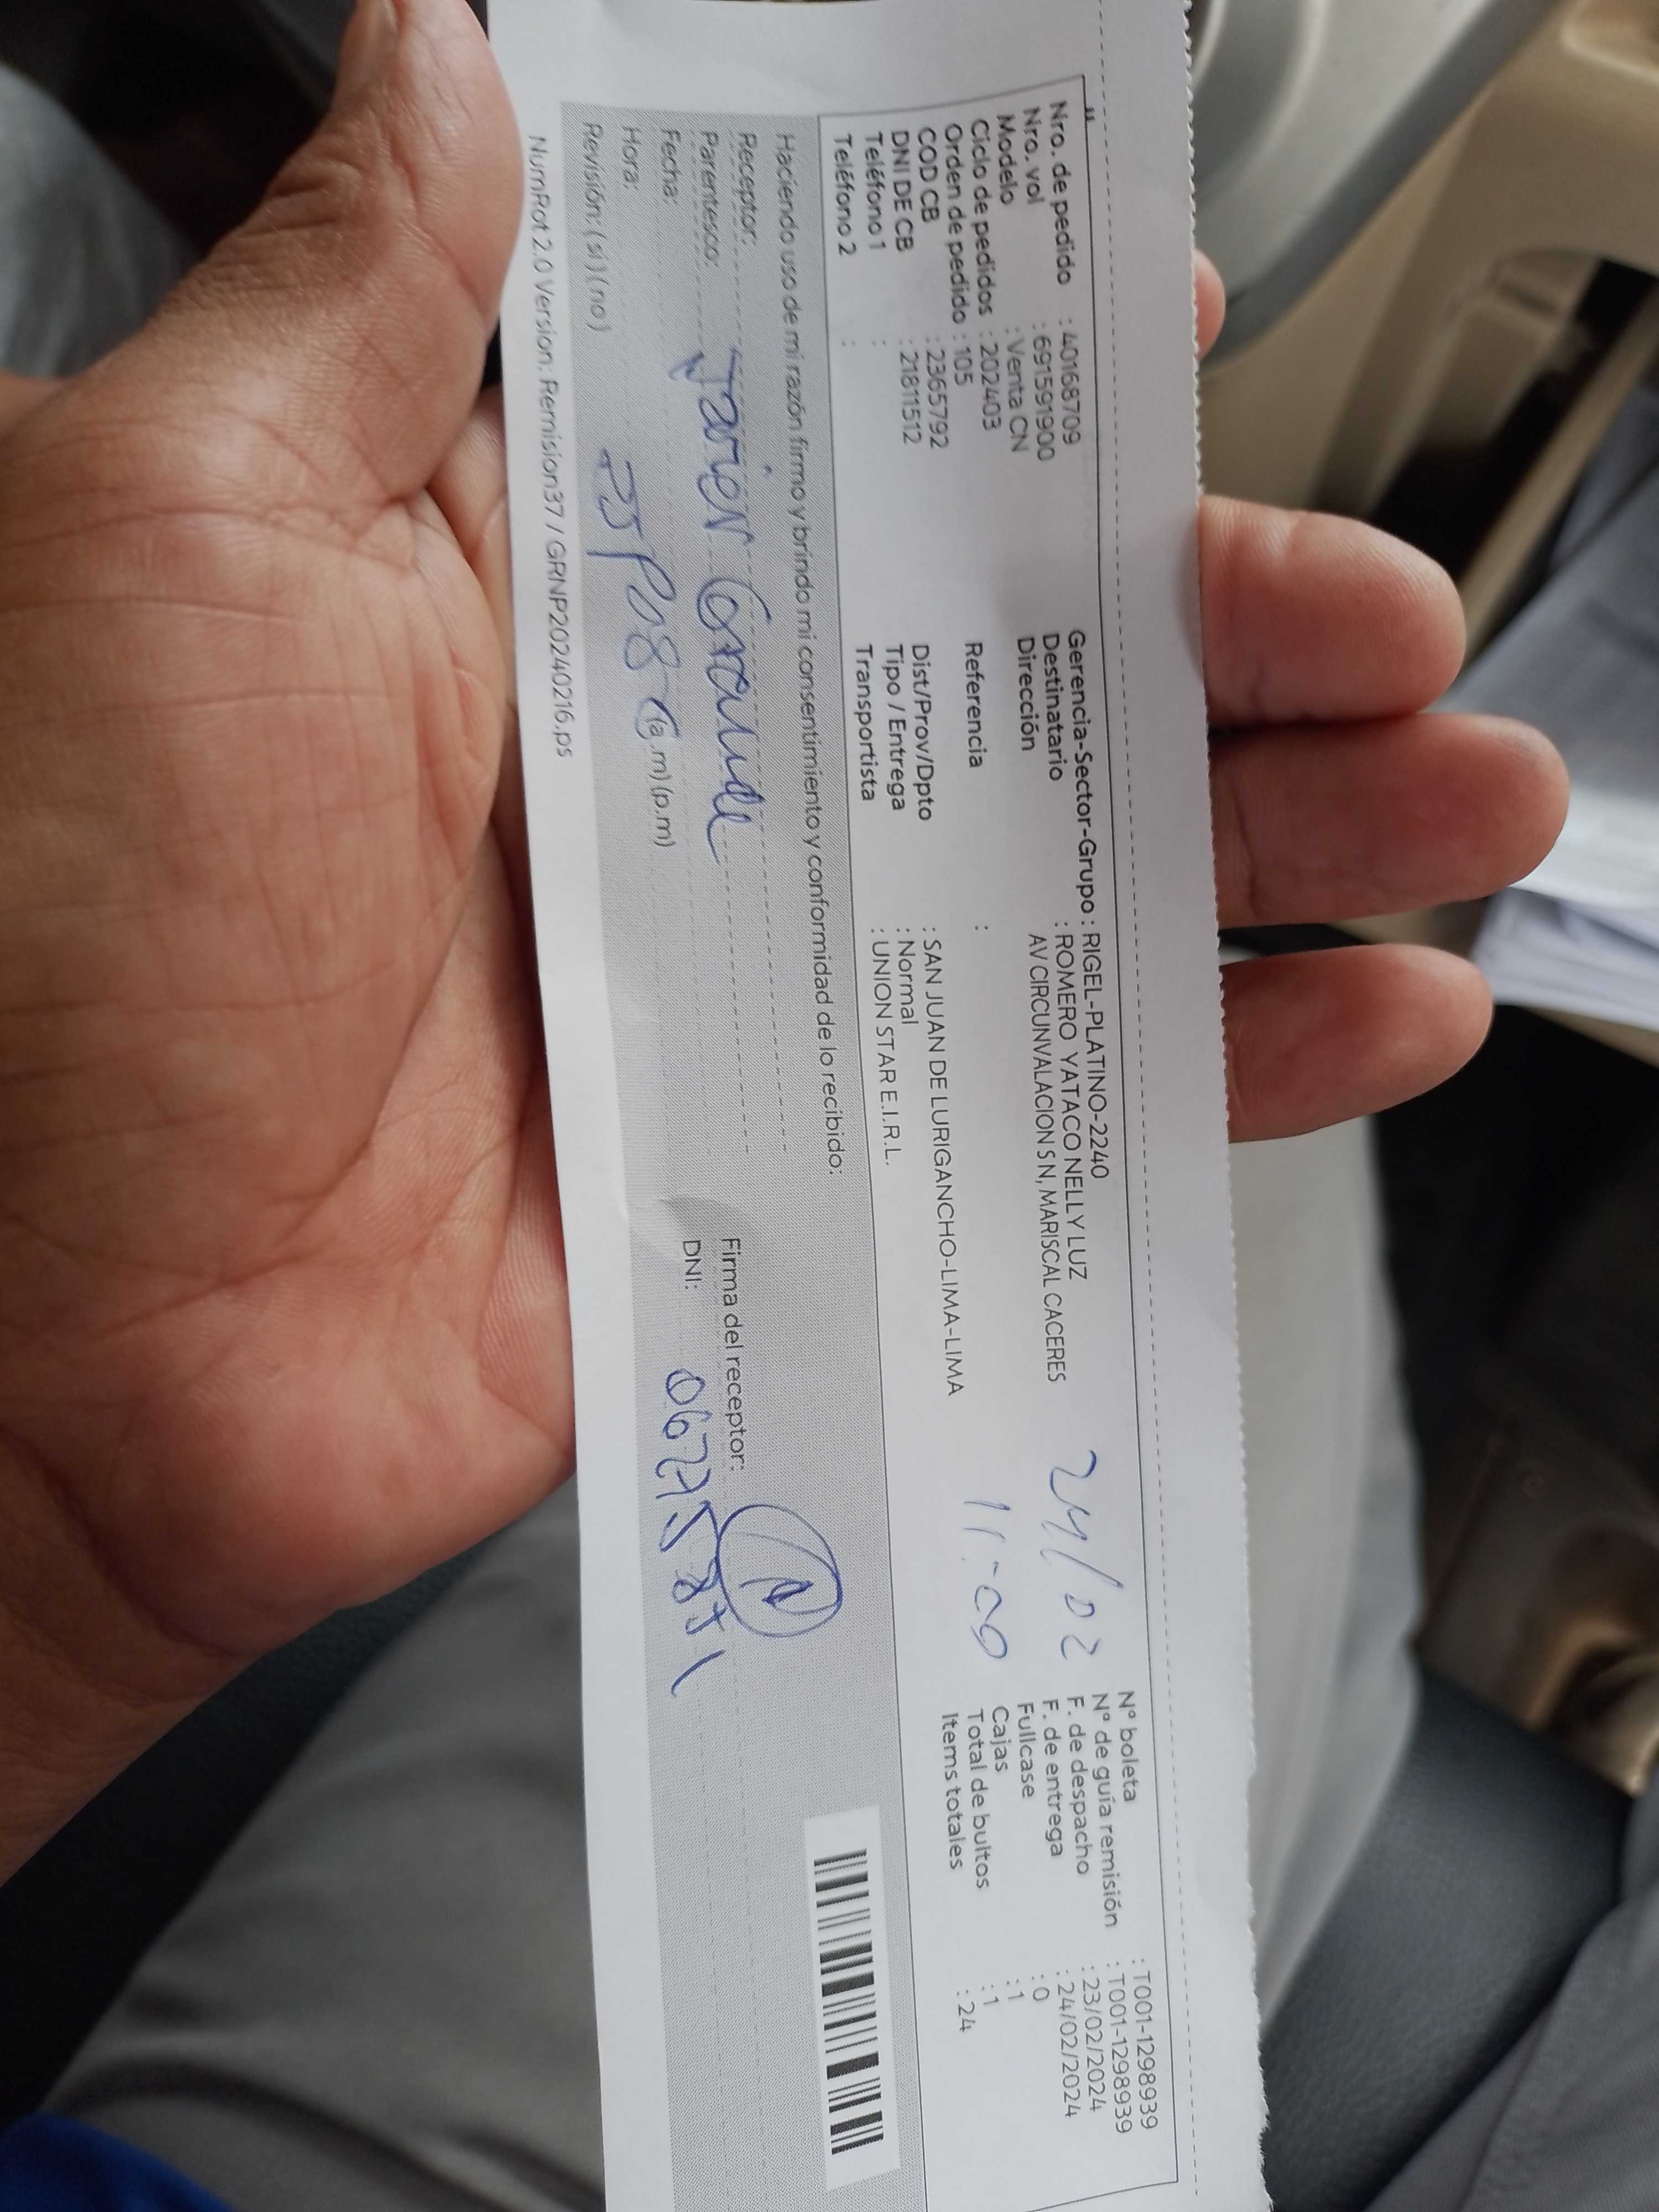 Nro. de pedido : 40168709
Nro. vol : 691591900
Modelo : Venta CN
Ciclo de pedidos : 202403
Orden de pedido : 105
COD CB : 2365792
DNI DE CB : 21811512
Teléfono 1 :
Teléfono 2 :
Gerencia-Sector-Grupo : RIGEL-PLATINO-2240
Destinatario : ROMERO YATACO NELLY LUZ
Dirección AV CIRCUNVALACION S N, MARISCAL CACERES
Referencia :
Dist/Prov/Dpto : SAN JUAN DE LURIGANCHO-LIMA-LIMA
Tipo / Entrega : Normal
Transportista : UNION STAR E.I.R.L.
24/02
11:00
N° boleta : T001-1298939
N° de guía remisión : T001-1298939
F. de despacho : 23/02/2024
F. de entrega : 24/02/2024
Fullcase : 0
Cajas : 1
Total de bultos : 1
Items totales : 24
Haciendo uso de mi razón firmo y brindo mi consentimiento y conformidad de lo recibido:
Receptor:
Parentesco: Javier
Fecha:
Hora: (a.m) (p.m)
Revisión: (si) (no)
Firma del receptor:
DNI:
NumRot 2.0 Version: Remision37 / GRNP20240216.ps